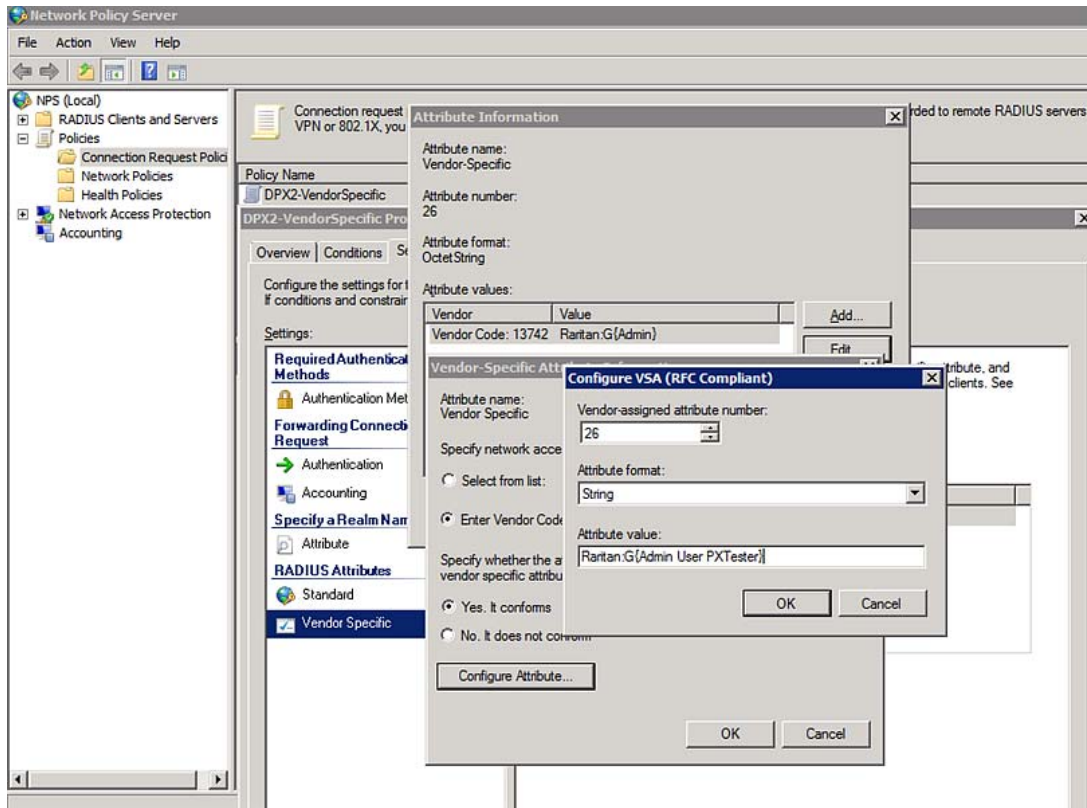 Network Policy Server
File Action View Help
NPS (Local)
RADIUS Clients and Servers
Policies
Connection Request Polici
Network Policies
Health Policies
Network Access Protection
Accounting
Connection request
VPN or 802.1X, you
rded to remote RADIUS servers
Policy Name
DPX2-VendorSpecific
DPX2-VendorSpecific Pro
Overview Conditions Se
Configure the settings for
If conditions and constrain
Settings:
Required Authenticat
Methods
Authentication Met
Forwarding Connecti
Request
Authentication
Accounting
Specify a Realm Nam
Attribute
RADIUS Attributes
Standard
Vendor Specific
Attribute Information
Attribute name:
Vendor-Specific
Attribute number:
26
Attribute format:
OctetString
Attribute values:
Vendor Value
Vendor Code: 13742 Raritan:G{Admin}
Add...
Edit
tribute, and
clients. See
Vendor-Specific Att
Attribute name:
Vendor Specific
Specify network acce
Select from list:
Enter Vendor Code
Specify whether the a
vendor specific attribu
Yes. It conforms
No. It does not conform
Configure Attribute...
OK Cancel
Configure VSA (RFC Compliant)
Vendor-assigned attribute number:
26
Attribute format:
String
Attribute value:
Raritan:G{Admin User PXTester}
OK Cancel